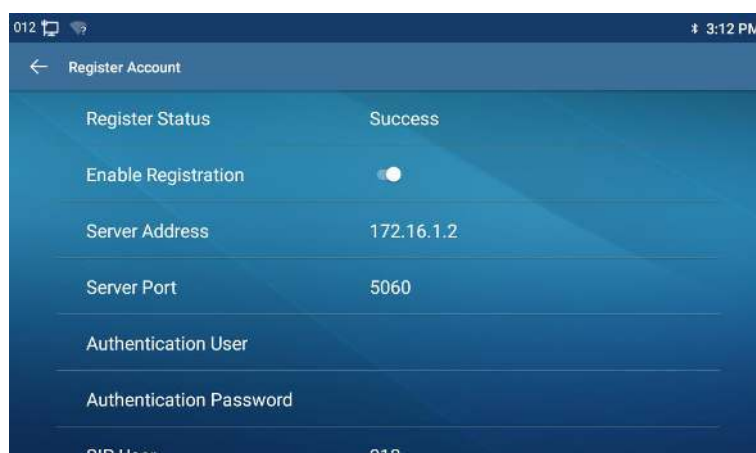 012 3:12 PM
Register Account
Register Status Success
Enable Registration
Server Address 172.16.1.2
Server Port 5060
Authentication User
Authentication Password